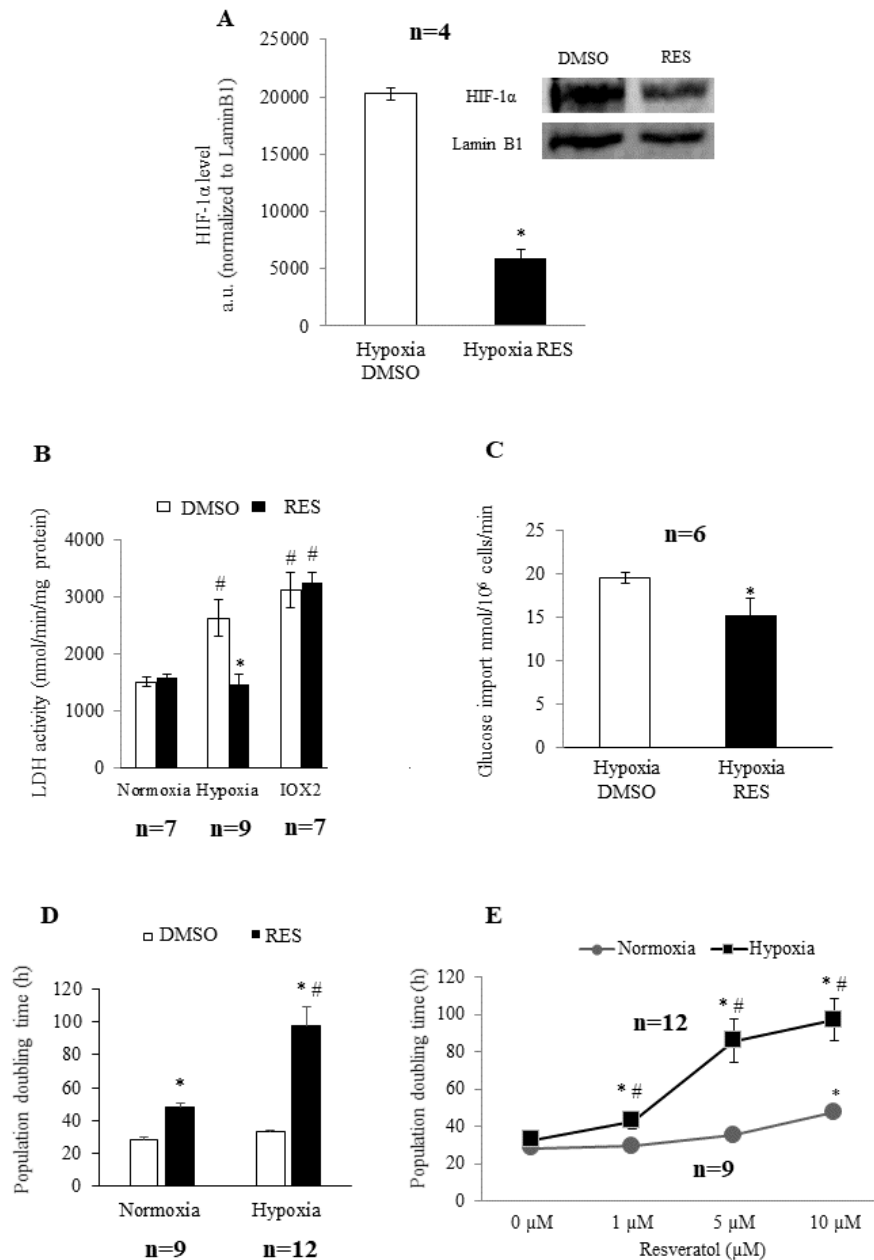 A
n=4
25000
20000
15000
10000
5000
0
HIF-1α level
a.u. (normalized to LaminB1)
DMSO RES
HIF-1α
Lamin B1
*
Hypoxia DMSO
Hypoxia RES
B
DMSO RES
LDH activity (nmol/min/mg protein)
4000
3000
2000
1000
0
# * # #
Normoxia Hypoxia IOX2
n=7 n=9 n=7
C
n=6
Glucose import nmol/10⁶ cells/min
25
20
15
10
5
0
*
Hypoxia DMSO
Hypoxia RES
D
DMSO RES
Population doubling time (h)
120
100
80
60
40
20
0
* * #
Normoxia Hypoxia
n=9 n=12
E
Normoxia Hypoxia
Population doubling time (h)
120
100
80
60
40
20
0
n=12
* # * # * #
*
n=9
0 µM 1 µM 5 µM 10 µM
Resveratol (µM)